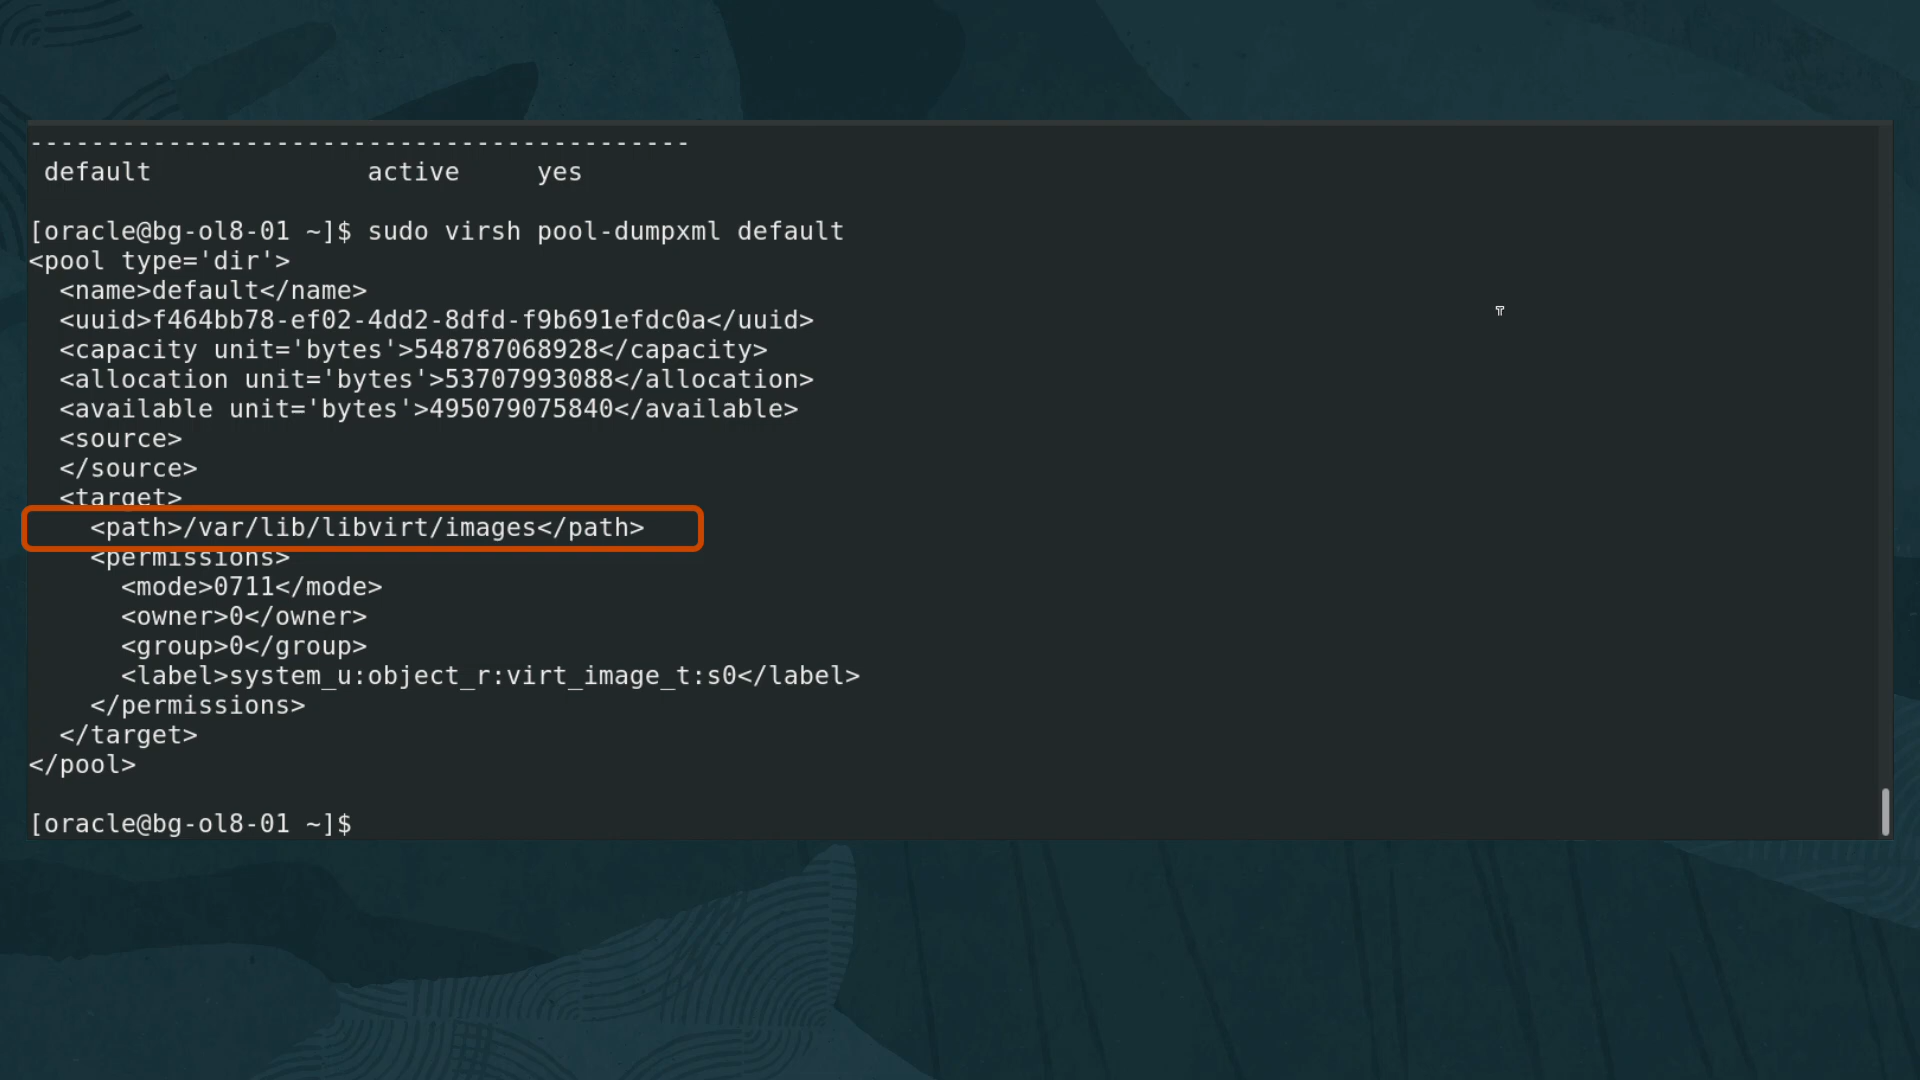 -------------------------------------------
 default              active     yes
[oracle@bg-ol8-01 ~]$ sudo virsh pool-dumpxml default
<pool type='dir'>
  <name>default</name>
  <uuid>f464bb78-ef02-4dd2-8dfd-f9b691efdc0a</uuid>
  <capacity unit='bytes'>548787068928</capacity>
  <allocation unit='bytes'>53707993088</allocation>
  <available unit='bytes'>495079075840</available>
  <source>
  </source>
  <target>
    <path>/var/lib/libvirt/images</path>
    <permissions>
      <mode>0711</mode>
      <owner>0</owner>
      <group>0</group>
      <label>system_u:object_r:virt_image_t:s0</label>
    </permissions>
  </target>
</pool>
[oracle@bg-ol8-01 ~]$